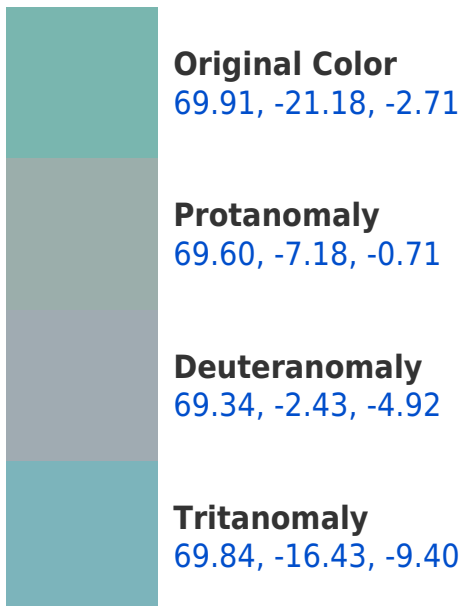 Original Color
69.91, -21.18, -2.71
Protanomaly
69.60, -7.18, -0.71
Deuteranomaly
69.34, -2.43, -4.92
Tritanomaly
69.84, -16.43, -9.40